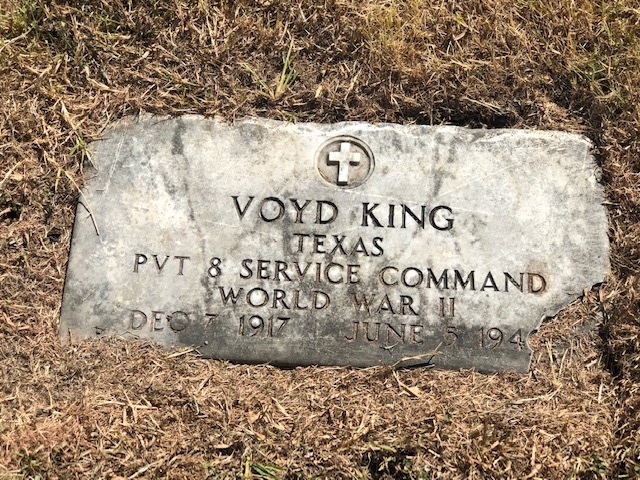 VOYD KING
TEXAS
PVT 8 SERVICE COMMAND
WORLD WAR II
DEC 7 1917 JUNE 5 194